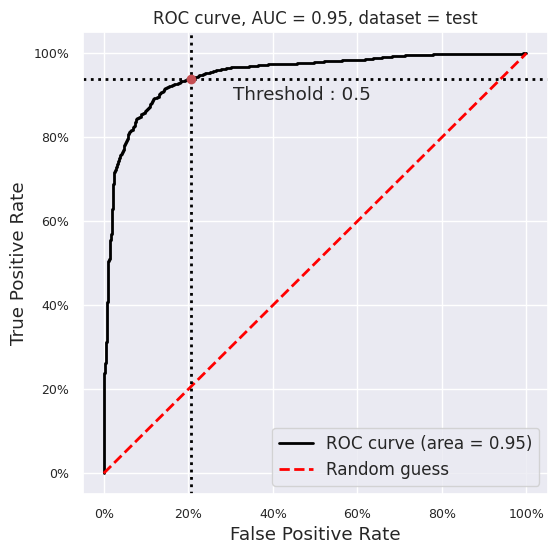 ROC curve, AUC = 0.95, dataset = test
100%
80%
60%
40%
20%
0%
True Positive Rate
Threshold : 0.5
ROC curve (area = 0.95)
Random guess
0%
20%
40%
60%
80%
100%
False Positive Rate